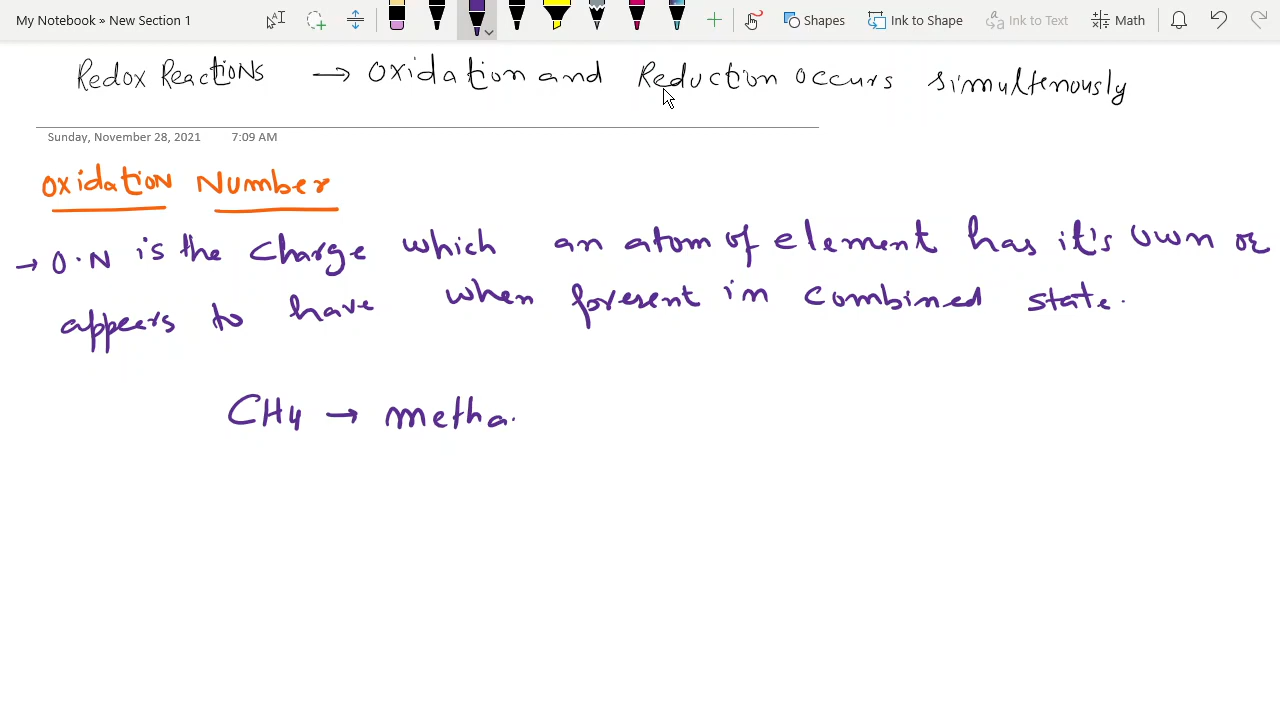 My Notebook » New Section 1
Shapes
Ink to Shape
Ink to Text
Math
Redox Reactions → Oxidation and Reduction occurs simultenously
Sunday, November 28, 2021 7:09 AM
Oxidation Number
→ O.N is the charge which an atom of element has it's own or
appears to have when present in combined state.
CH4 → metha.